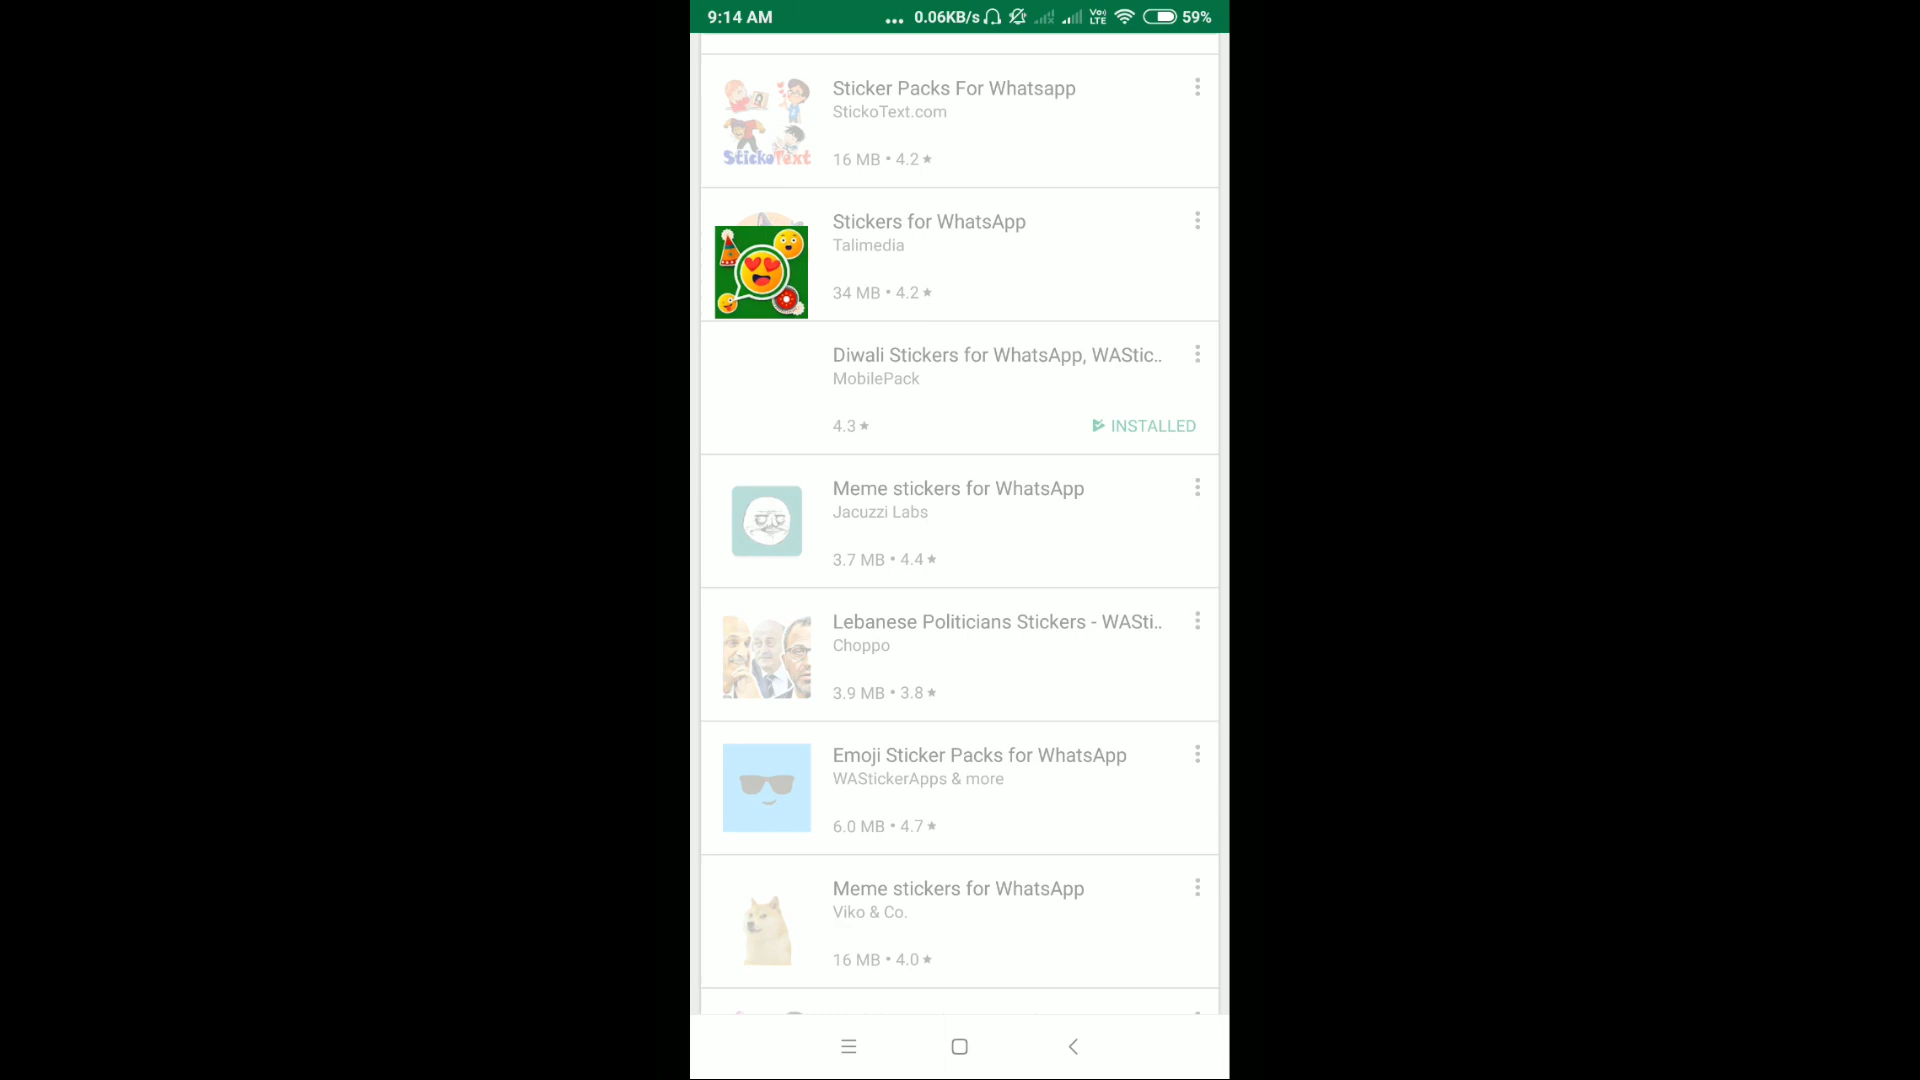 9:14 AM
... 0.06KB/s Vo) LTE 59%
Sticker Packs For Whatsapp
StickoText.com
StickoText
16 MB • 4.2 ★
Stickers for WhatsApp
Talimedia
34 MB • 4.2 ★
Diwali Stickers for WhatsApp, WAStic..
MobilePack
4.3 ★
INSTALLED
Meme stickers for WhatsApp
Jacuzzi Labs
3.7 MB • 4.4 ★
Lebanese Politicians Stickers - WASti..
Choppo
3.9 MB • 3.8 ★
Emoji Sticker Packs for WhatsApp
WAStickerApps & more
6.0 MB • 4.7 ★
Meme stickers for WhatsApp
Viko & Co.
16 MB • 4.0 ★